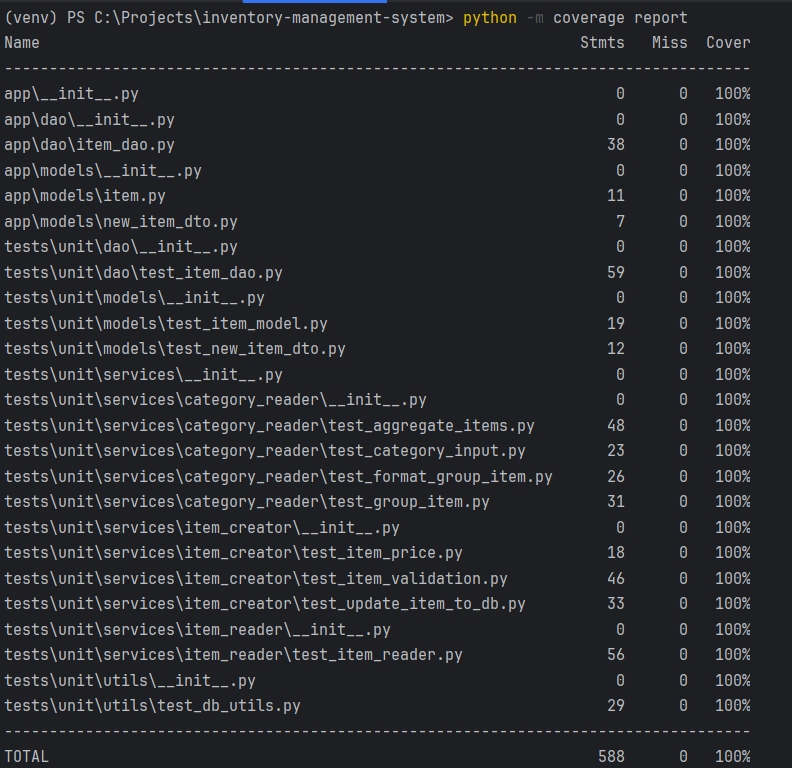 (venv) PS C:\Projects\inventory-management-system> python -m coverage report
Name Stmts Miss Cover
-----------------------------------------------------------------------------------
app\__init__.py 0 0 100%
app\dao\__init__.py 0 0 100%
app\dao\item_dao.py 38 0 100%
app\models\__init__.py 0 0 100%
app\models\item.py 11 0 100%
app\models\new_item_dto.py 7 0 100%
tests\unit\dao\__init__.py 0 0 100%
tests\unit\dao\test_item_dao.py 59 0 100%
tests\unit\models\__init__.py 0 0 100%
tests\unit\models\test_item_model.py 19 0 100%
tests\unit\models\test_new_item_dto.py 12 0 100%
tests\unit\services\__init__.py 0 0 100%
tests\unit\services\category_reader\__init__.py 0 0 100%
tests\unit\services\category_reader\test_aggregate_items.py 48 0 100%
tests\unit\services\category_reader\test_category_input.py 23 0 100%
tests\unit\services\category_reader\test_format_group_item.py 26 0 100%
tests\unit\services\category_reader\test_group_item.py 31 0 100%
tests\unit\services\item_creator\__init__.py 0 0 100%
tests\unit\services\item_creator\test_item_price.py 18 0 100%
tests\unit\services\item_creator\test_item_validation.py 46 0 100%
tests\unit\services\item_creator\test_update_item_to_db.py 33 0 100%
tests\unit\services\item_reader\__init__.py 0 0 100%
tests\unit\services\item_reader\test_item_reader.py 56 0 100%
tests\unit\utils\__init__.py 0 0 100%
tests\unit\utils\test_db_utils.py 29 0 100%
-----------------------------------------------------------------------------------
TOTAL 588 0 100%